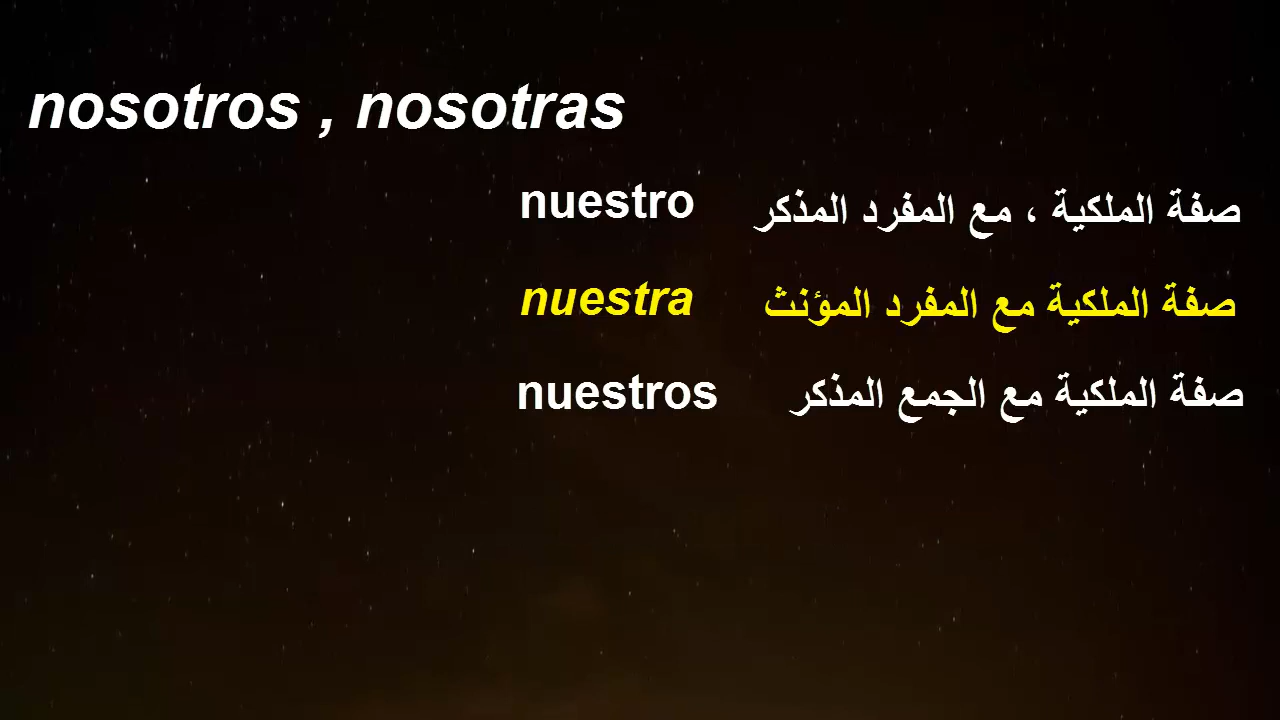 nosotros , nosotras
nuestro صفة الملكية ، مع المفرد المذكر
nuestra صفة الملكية مع المفرد المؤنث
nuestros صفة الملكية مع الجمع المذكر